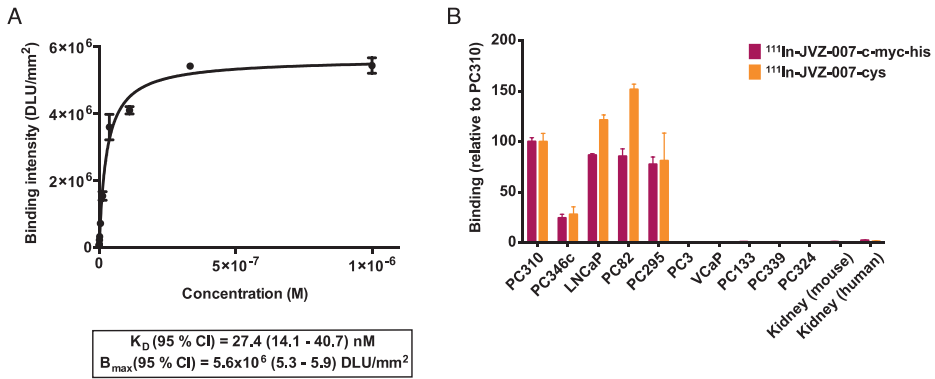 A
Binding intensity (DLU/mm²)
6×10⁶
4×10⁶
2×10⁶
0
0
5×10⁻⁷
1×10⁻⁶
Concentration (M)
K_D (95 % CI) = 27.4 (14.1 - 40.7) nM
B_max (95 % CI) = 5.6x10⁶ (5.3 - 5.9) DLU/mm²
B
Binding (relative to PC310)
200
150
100
50
0
¹¹¹In-JVZ-007-c-myc-his
¹¹¹In-JVZ-007-cys
PC310
PC346c
LNCaP
PC82
PC295
PC3
VCaP
PC133
PC339
PC324
Kidney (mouse)
Kidney (human)